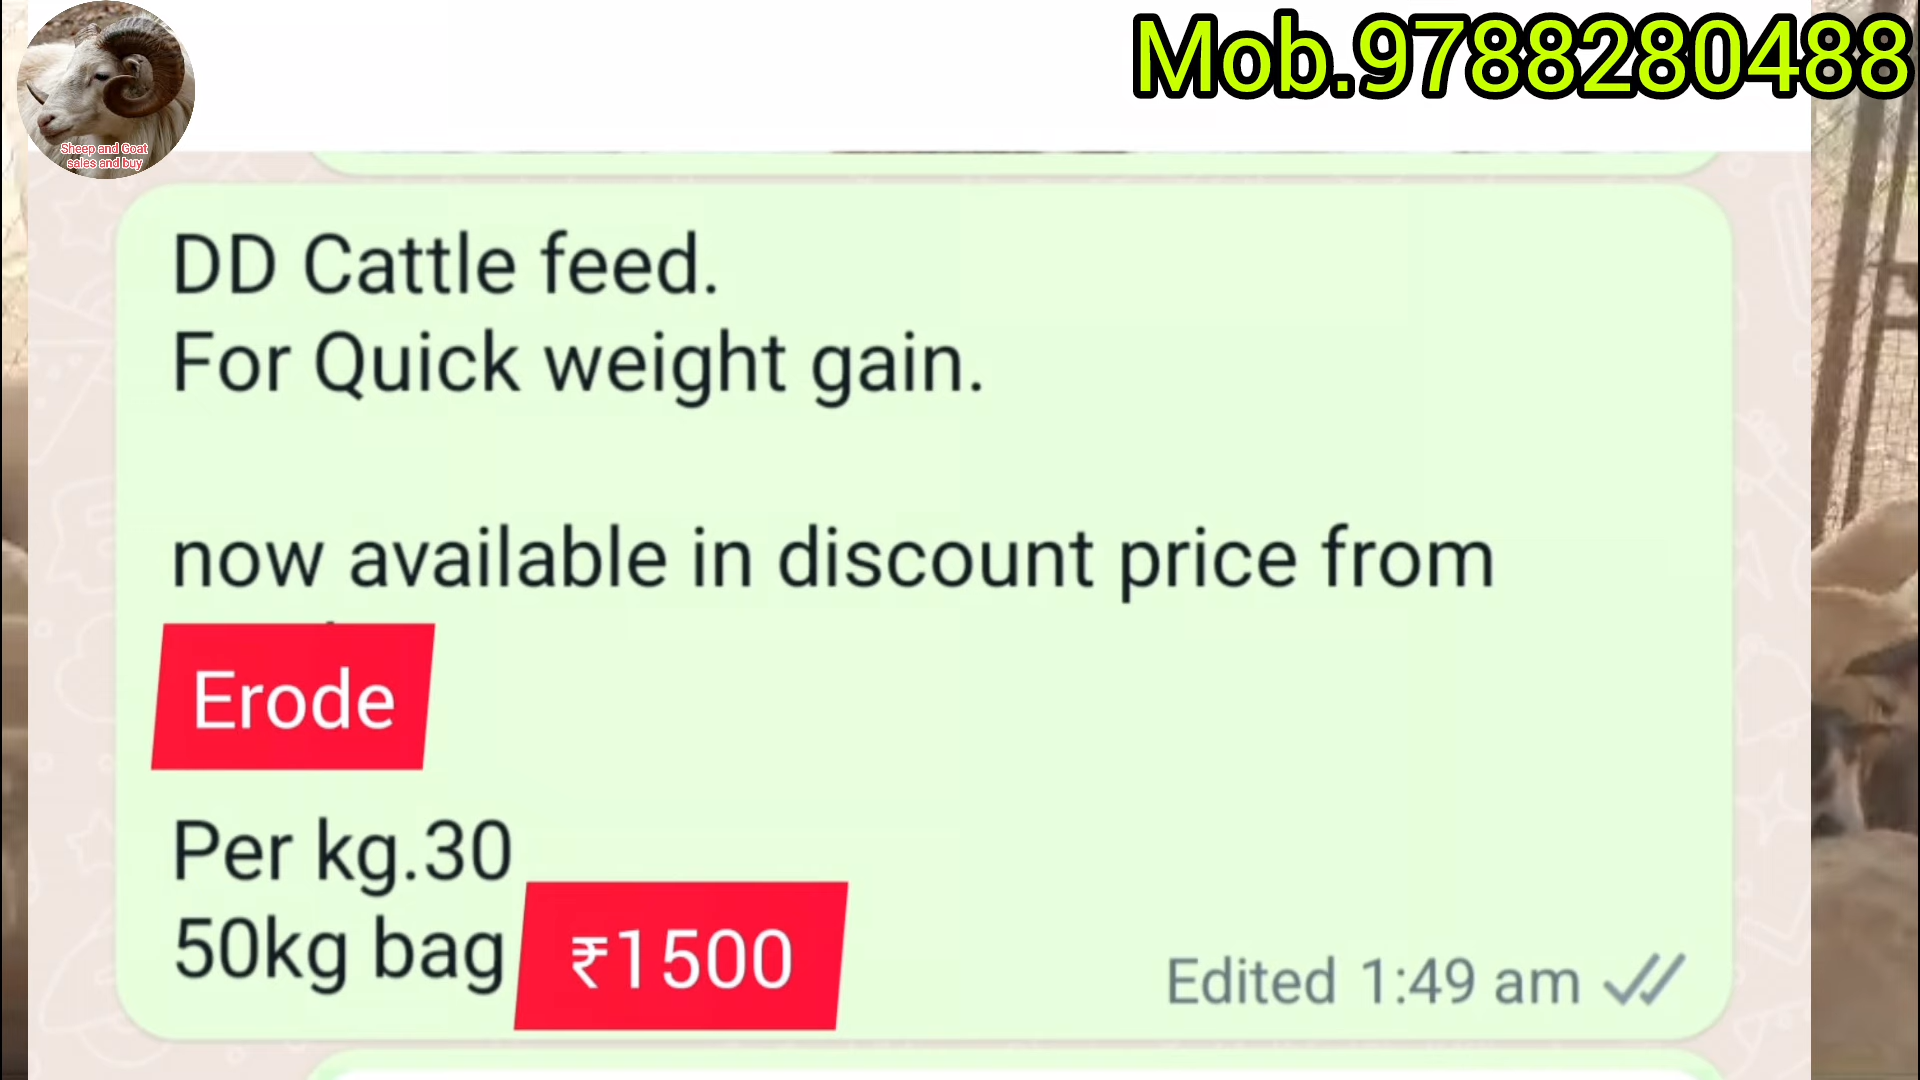 Mob.9788280488
Sheep and Goat
sales and buy
DD Cattle feed.
For Quick weight gain.
now available in discount price from
Erode
Per kg.30
50kg bag ₹1500
Edited 1:49 am